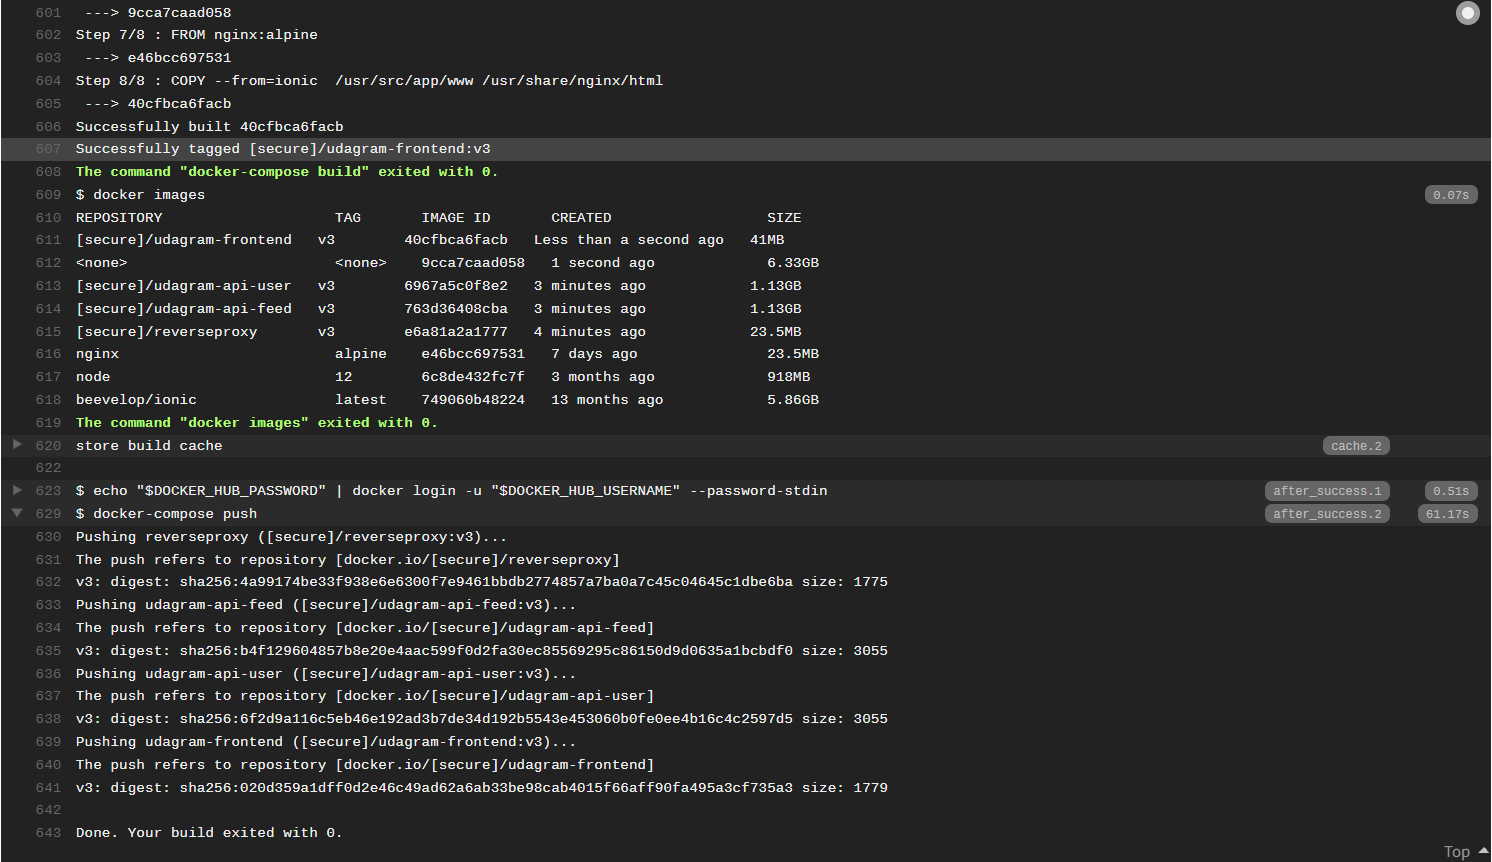 601 ---> 9cca7caad058
602 Step 7/8 : FROM nginx:alpine
603 ---> e46bcc697531
604 Step 8/8 : COPY --from=ionic  /usr/src/app/www /usr/share/nginx/html
605 ---> 40cfbca6facb
606 Successfully built 40cfbca6facb
607 Successfully tagged [secure]/udagram-frontend:v3
608 The command "docker-compose build" exited with 0.
609 $ docker images 0.07s
610 REPOSITORY TAG IMAGE ID CREATED SIZE
611 [secure]/udagram-frontend v3 40cfbca6facb Less than a second ago 41MB
612 <none> <none> 9cca7caad058 1 second ago 6.33GB
613 [secure]/udagram-api-user v3 6967a5c0f8e2 3 minutes ago 1.13GB
614 [secure]/udagram-api-feed v3 763d36408cba 3 minutes ago 1.13GB
615 [secure]/reverseproxy v3 e6a81a2a1777 4 minutes ago 23.5MB
616 nginx alpine e46bcc697531 7 days ago 23.5MB
617 node 12 6c8de432fc7f 3 months ago 918MB
618 beevelop/ionic latest 749060b48224 13 months ago 5.86GB
619 The command "docker images" exited with 0.
620 store build cache cache.2
622
623 $ echo "$DOCKER_HUB_PASSWORD" | docker login -u "$DOCKER_HUB_USERNAME" --password-stdin after_success.1 0.51s
629 $ docker-compose push after_success.2 61.17s
630 Pushing reverseproxy ([secure]/reverseproxy:v3)...
631 The push refers to repository [docker.io/[secure]/reverseproxy]
632 v3: digest: sha256:4a99174be33f938e6e6300f7e9461bbdb2774857a7ba0a7c45c04645c1dbe6ba size: 1775
633 Pushing udagram-api-feed ([secure]/udagram-api-feed:v3)...
634 The push refers to repository [docker.io/[secure]/udagram-api-feed]
635 v3: digest: sha256:b4f129604857b8e20e4aac599f0d2fa30ec85569295c86150d9d0635a1bcbdf0 size: 3055
636 Pushing udagram-api-user ([secure]/udagram-api-user:v3)...
637 The push refers to repository [docker.io/[secure]/udagram-api-user]
638 v3: digest: sha256:6f2d9a116c5eb46e192ad3b7de34d192b5543e453060b0fe0ee4b16c4c2597d5 size: 3055
639 Pushing udagram-frontend ([secure]/udagram-frontend:v3)...
640 The push refers to repository [docker.io/[secure]/udagram-frontend]
641 v3: digest: sha256:020d359a1dff0d2e46c49ad62a6ab33be98cab4015f66aff90fa495a3cf735a3 size: 1779
642
643 Done. Your build exited with 0.
Top